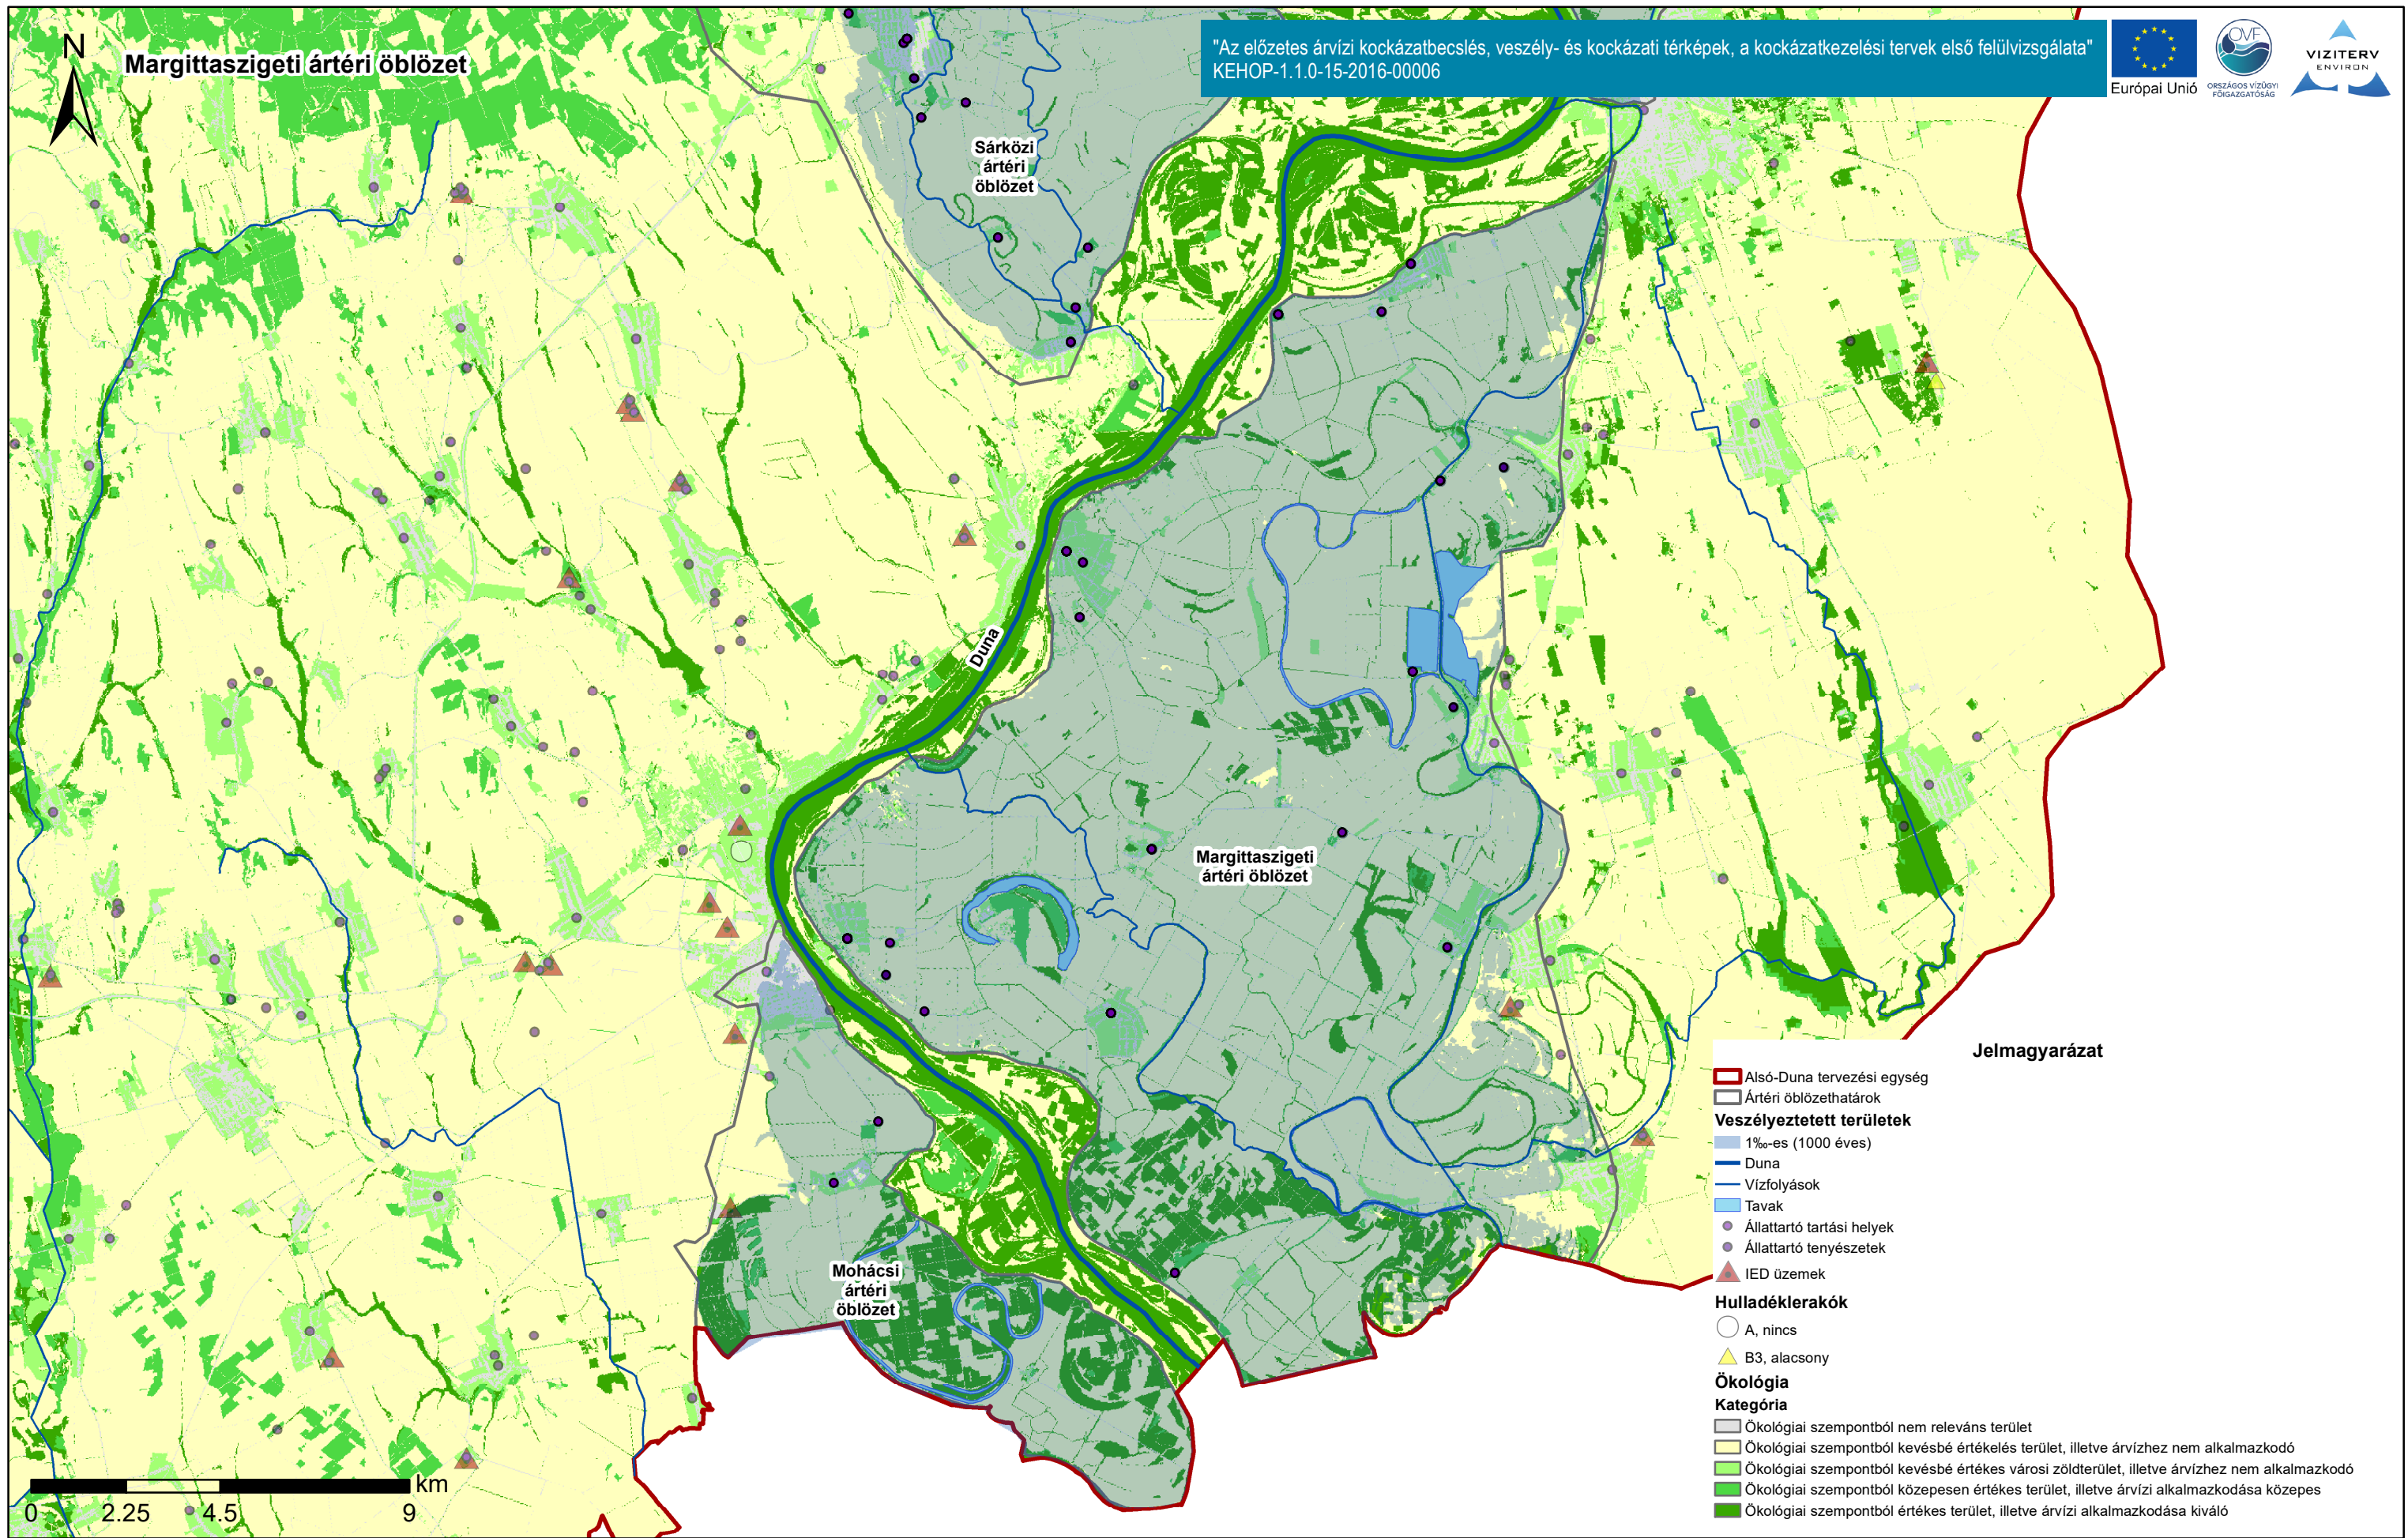 N
Margittaszigeti ártéri öblözet
"Az előzetes árvízi kockázatbecslés, veszély- és kockázati térképek, a kockázatkezelési tervek első felülvizsgálata"
KEHOP-1.1.0-15-2016-00006
Európai Unió
OVF
ORSZÁGOS VÍZÜGYI
FŐIGAZGATÓSÁG
VIZITERV
ENVIRON
Sárközi
ártéri
öblözet
Duna
Margittaszigeti
ártéri öblözet
Mohácsi
ártéri
öblözet
Jelmagyarázat
Alsó-Duna tervezési egység
Ártéri öblözethatárok
Veszélyeztetett területek
1‰-es (1000 éves)
Duna
Vízfolyások
Tavak
Állattartó tartási helyek
Állattartó tenyészetek
IED üzemek
Hulladéklerakók
A, nincs
B3, alacsony
Ökológia
Kategória
Ökológiai szempontból nem releváns terület
Ökológiai szempontból kevésbé értékelés terület, illetve árvízhez nem alkalmazkodó
Ökológiai szempontból kevésbé értékes városi zöldterület, illetve árvízhez nem alkalmazkodó
Ökológiai szempontból közepesen értékes terület, illetve árvízi alkalmazkodása közepes
Ökológiai szempontból értékes terület, illetve árvízi alkalmazkodása kiváló
km
0 2.25 4.5 9